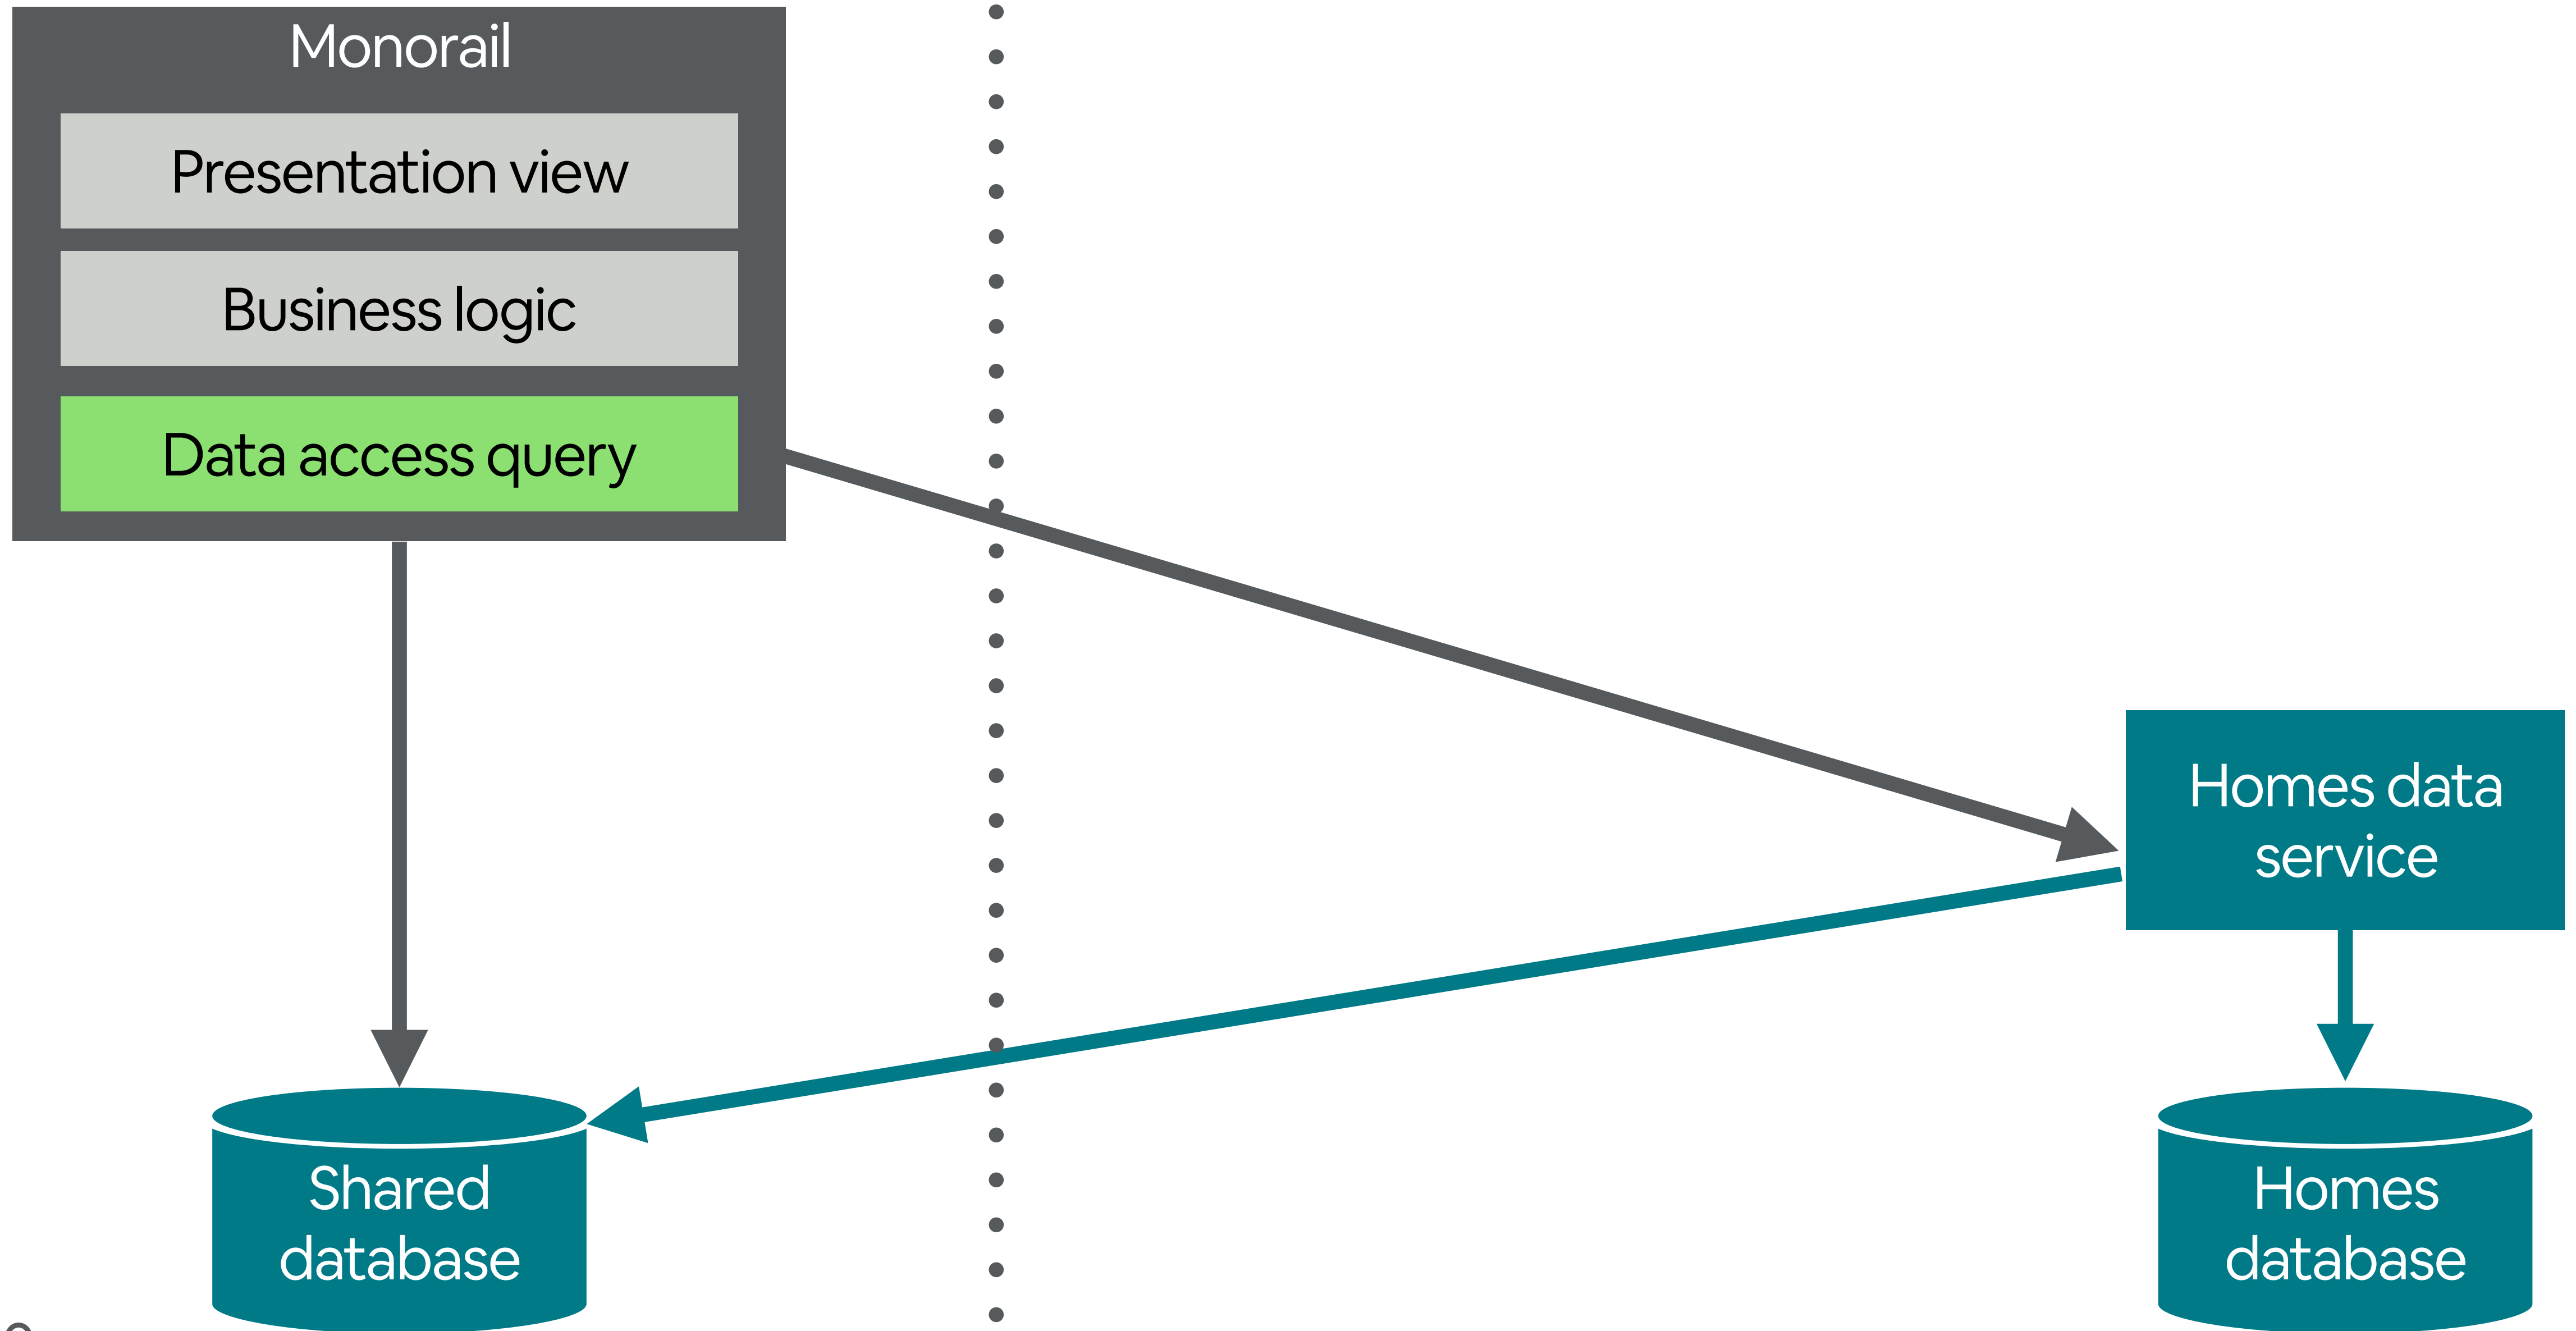 Monorail
Presentation view
Business logic
Data access query
Homes data
service
Shared
database
Homes
database